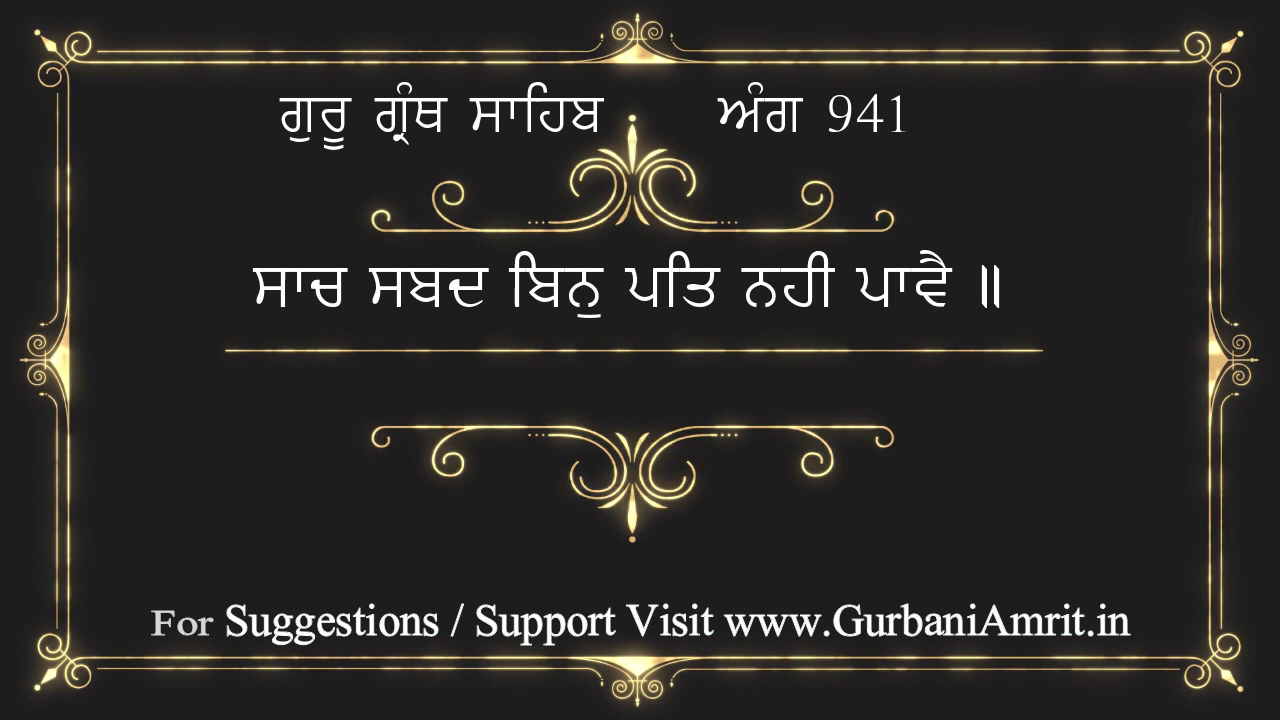 ਗੁਰੂ ਗ੍ਰੰਥ ਸਾਹਿਬ ਅੰਗ 941
ਸਾਚ ਸਬਦ ਬਿਨੁ ਪਤਿ ਨਹੀ ਪਾਵੈ ॥
For Suggestions / Support Visit www.GurbaniAmrit.in